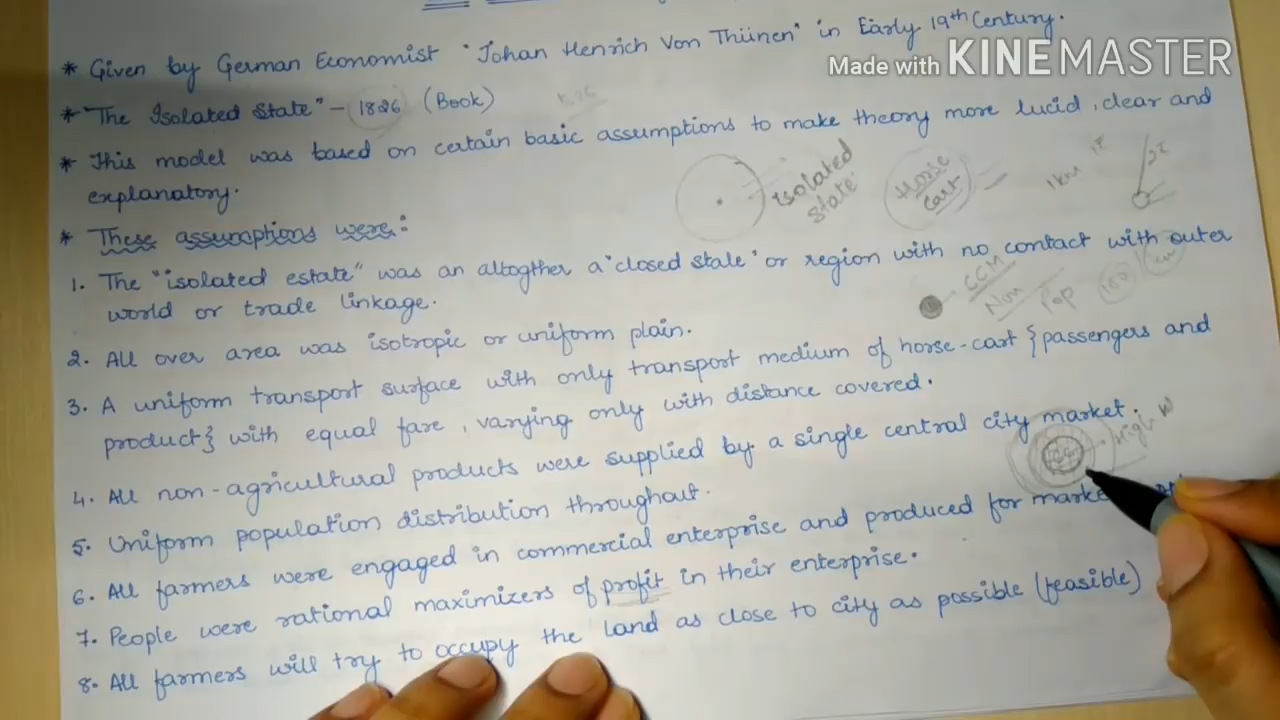 * Given by German Economist "Johan Henrich Von Thünen" in Early 19th Century.
Made with KINEMASTER
* "The Isolated State" - 1826 (Book)
* This model was based on certain basic assumptions to make theory more lucid, clear and
explanatory.
isolated state
Horse Cart
1km
* These assumptions were:
1. The "isolated estate" was an altogther a 'closed stale' or region with no contact with outer
world or trade linkage.
Non
Pop
2. All over area was isotropic or uniform plain.
3. A uniform transport surface with only transport medium of horse-cart {passengers and
product} with equal fare, varying only with distance covered.
4. All non-agricultural products were supplied by a single central city market.
high
5. Uniform population distribution throughout.
6. All farmers were engaged in commercial enterprise and produced for
7. People were rational maximizers of profit in their enterprise.
8. All farmers will try to occupy the land as close to city as possible (feasible)